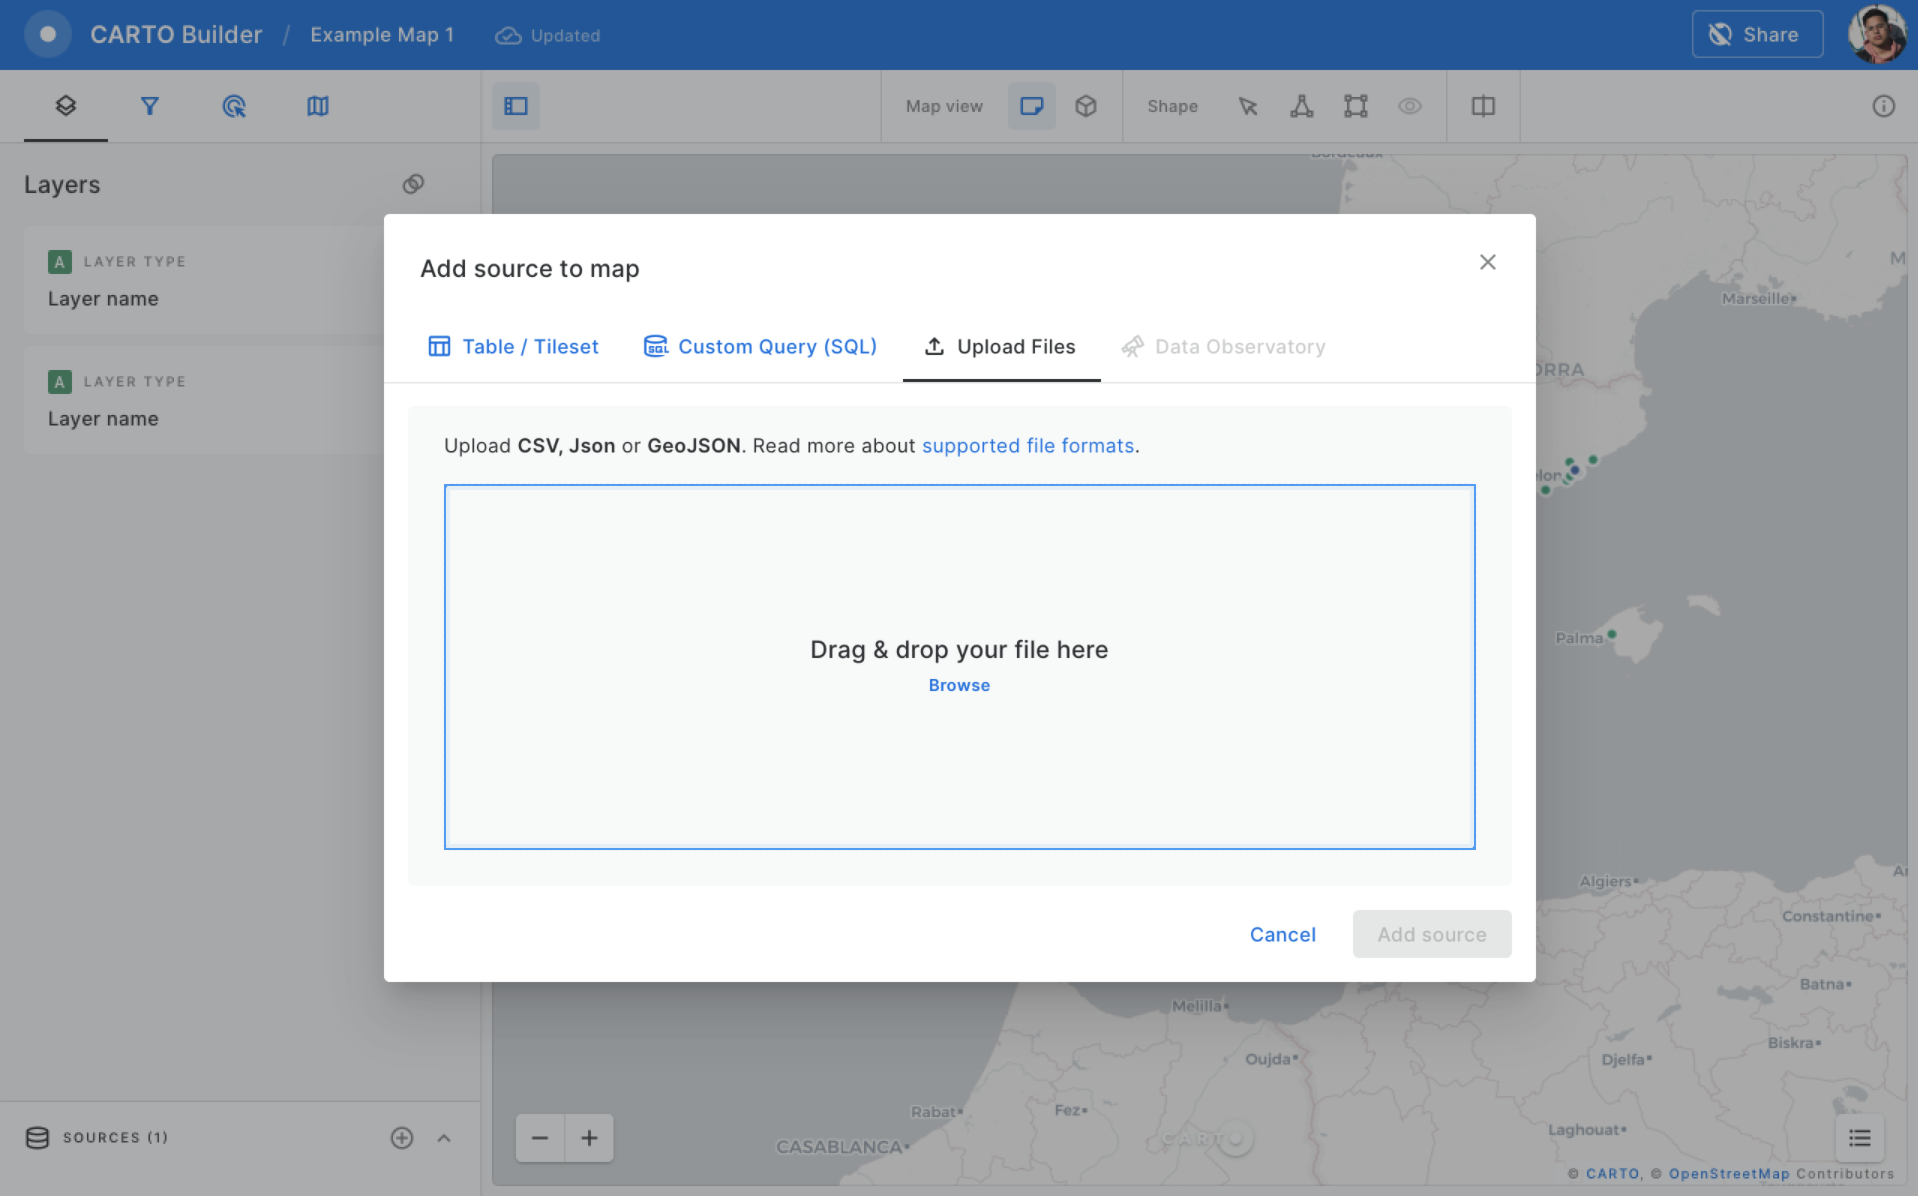 CARTO Builder / Example Map 1 Updated Share
Map view Shape
Layers
A LAYER TYPE
Layer name
A LAYER TYPE
Layer name
SOURCES (1)
Add source to map
Table / Tileset Custom Query (SQL) Upload Files Data Observatory
Upload CSV, Json or GeoJSON. Read more about supported file formats.
Drag & drop your file here
Browse
Cancel Add source
Bordeaux
Marseille
Palma
Algiers
Constantine
Batna
Melilla
Biskra
Oujda
Djelfa
Rabat
Fez
Laghouat
CASABLANCA
CARTO
© CARTO, © OpenStreetMap Contributors